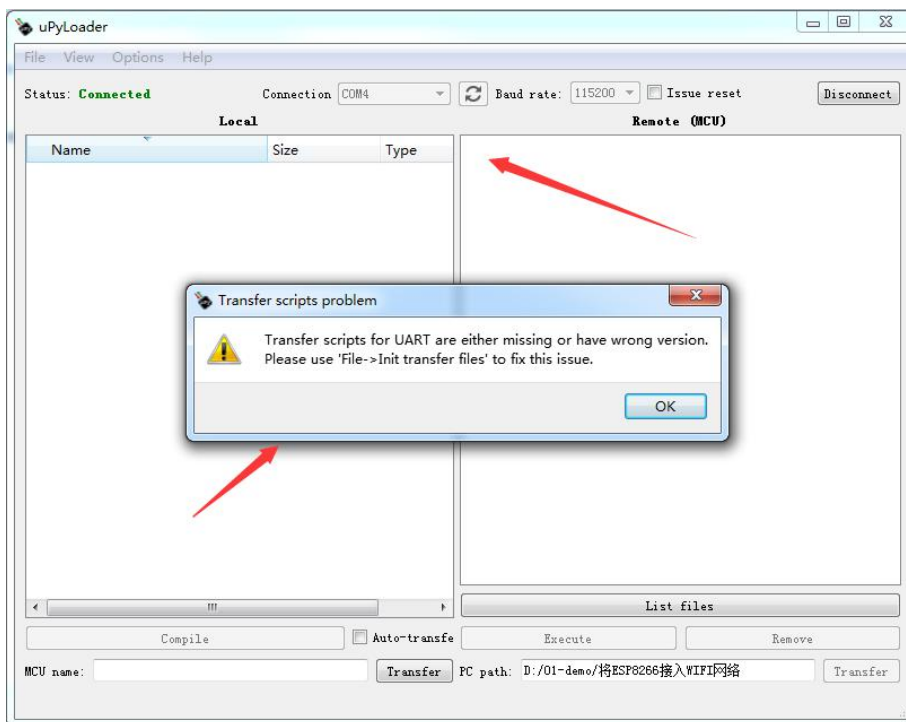 uPyLoader
File View Options Help
Status: Connected Connection COM4 Baud rate: 115200 Issue reset Disconnect
Local Remote (MCU)
Name Size Type
Transfer scripts problem
Transfer scripts for UART are either missing or have wrong version.
Please use 'File->Init transfer files' to fix this issue.
OK
List files
Compile Auto-transfe Execute Remove
MCU name: Transfer PC path: D:/01-demo/将ESP8266接入WIFI网络 Transfer